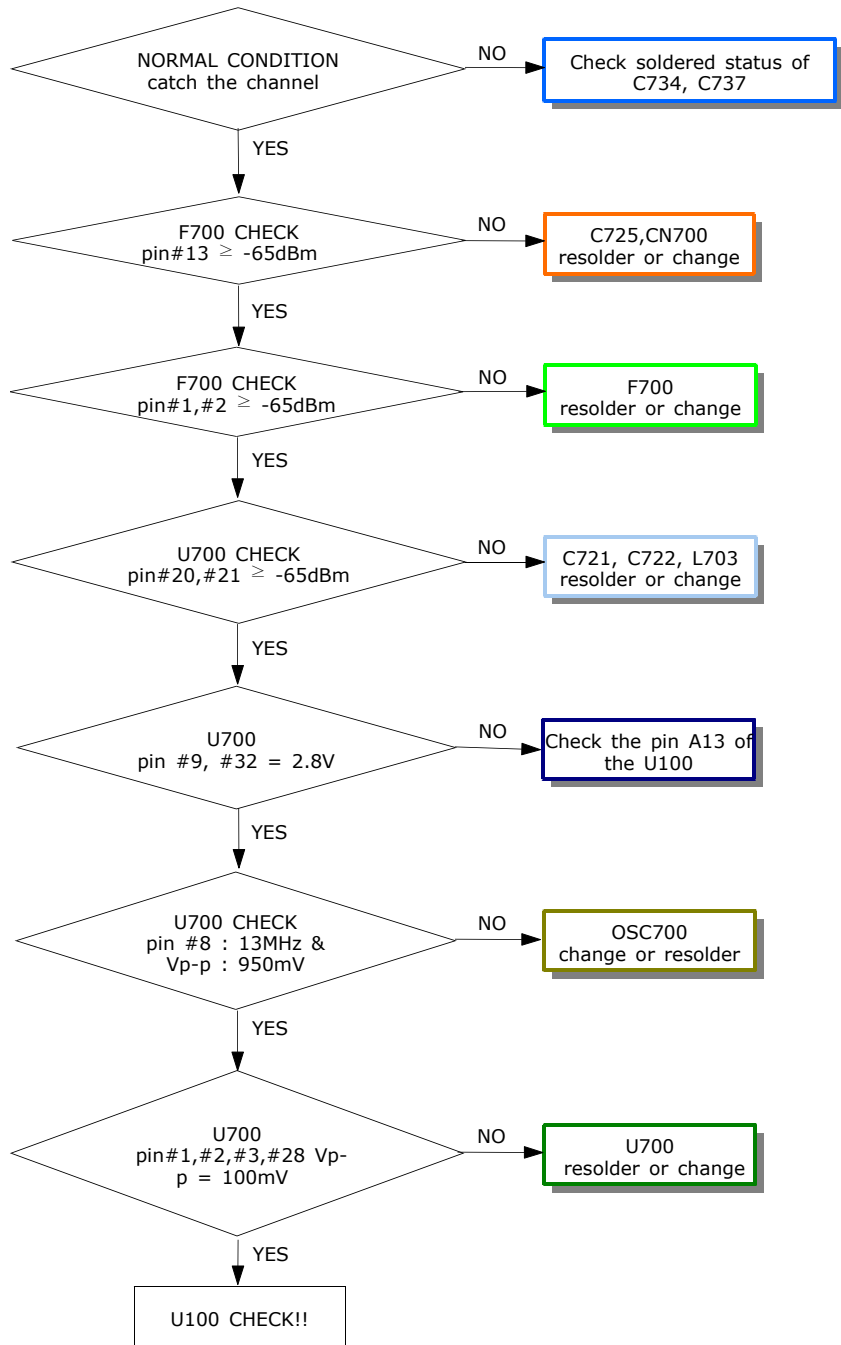 NORMAL CONDITION
catch the channel
NO
Check soldered status of
C734, C737
YES
F700 CHECK
pin#13 ≥ -65dBm
NO
C725,CN700
resolder or change
YES
F700 CHECK
pin#1,#2 ≥ -65dBm
NO
F700
resolder or change
YES
U700 CHECK
pin#20,#21 ≥ -65dBm
NO
C721, C722, L703
resolder or change
YES
U700
pin #9, #32 = 2.8V
NO
Check the pin A13 of
the U100
YES
U700 CHECK
pin #8 : 13MHz &
Vp-p : 950mV
NO
OSC700
change or resolder
YES
U700
pin#1,#2,#3,#28 Vp-
p = 100mV
NO
U700
resolder or change
YES
U100 CHECK!!